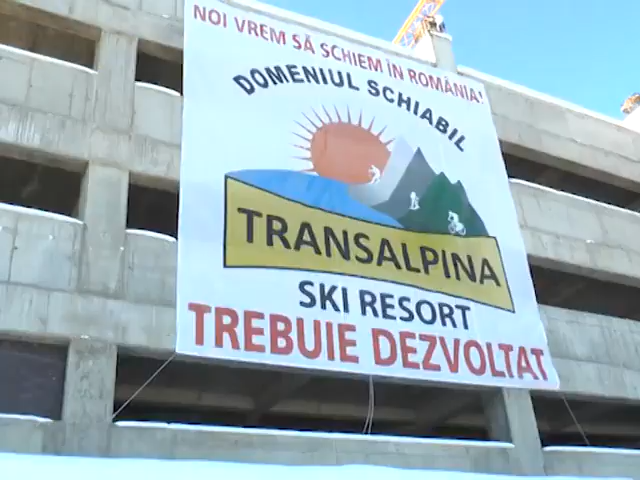 NOI VREM SĂ SCHIEM ÎN ROMÂNIA!
DOMENIUL SCHIABIL
TRANSALPINA
SKI RESORT
TREBUIE DEZVOLTAT